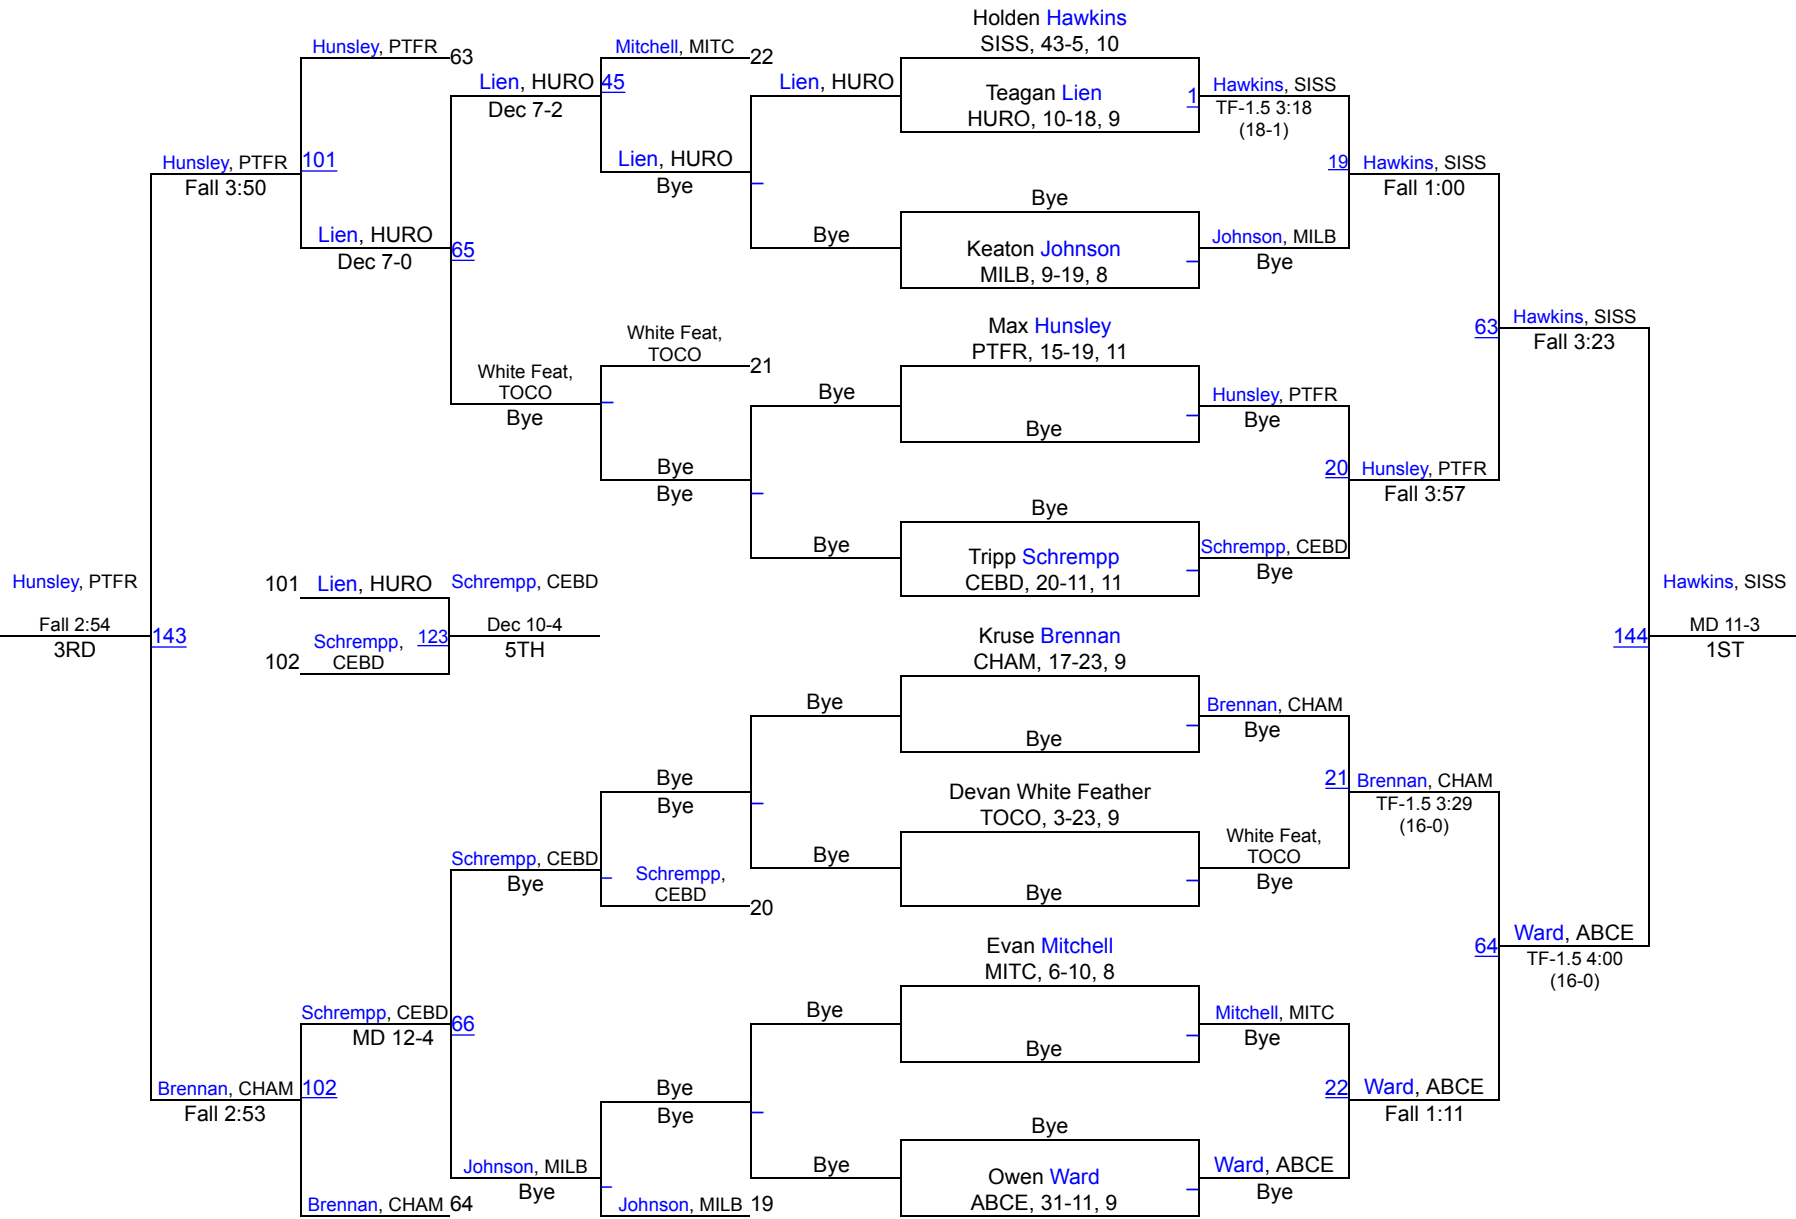 Holden Hawkins
SISS, 43-5, 10
Hunsley, PTFR
63
Mitchell, MITC
22
Lien, HURO
45
Lien, HURO
Teagan Lien
HURO, 10-18, 9
1
Hawkins, SISS
Dec 7-2
TF-1.5 3:18
(18-1)
Hunsley, PTFR
101
Lien, HURO
19
Hawkins, SISS
Fall 3:50
Bye
Fall 1:00
Bye
Lien, HURO
65
Bye
Keaton Johnson
MILB, 9-19, 8
Johnson, MILB
Dec 7-0
Bye
Max Hunsley
PTFR, 15-19, 11
White Feat,
TOCO
21
63
Hawkins, SISS
Fall 3:23
White Feat,
TOCO
Bye
Bye
Hunsley, PTFR
Bye
Bye
Bye
Bye
20
Hunsley, PTFR
Fall 3:57
Bye
Bye
Tripp Schrempp
CEBD, 20-11, 11
Schrempp, CEBD
Bye
Hunsley, PTFR
101
Lien, HURO
Schrempp, CEBD
Hawkins, SISS
Fall 2:54
143
3RD
Schrempp,
CEBD
102
123
Dec 10-4
5TH
Kruse Brennan
CHAM, 17-23, 9
144
MD 11-3
1ST
Bye
Brennan, CHAM
Bye
Bye
Bye
Bye
Devan White Feather
TOCO, 3-23, 9
21
Brennan, CHAM
TF-1.5 3:29
(16-0)
Schrempp, CEBD
Bye
Schrempp,
CEBD
20
Bye
Bye
White Feat,
TOCO
Bye
Evan Mitchell
MITC, 6-10, 8
64
Ward, ABCE
TF-1.5 4:00
(16-0)
Schrempp, CEBD
66
MD 12-4
Bye
Bye
Mitchell, MITC
Bye
Brennan, CHAM
102
Fall 2:53
Bye
Bye
22
Ward, ABCE
Fall 1:11
Bye
Johnson, MILB
Bye
Bye
Owen Ward
ABCE, 31-11, 9
Ward, ABCE
Bye
Brennan, CHAM
64
Johnson, MILB
19